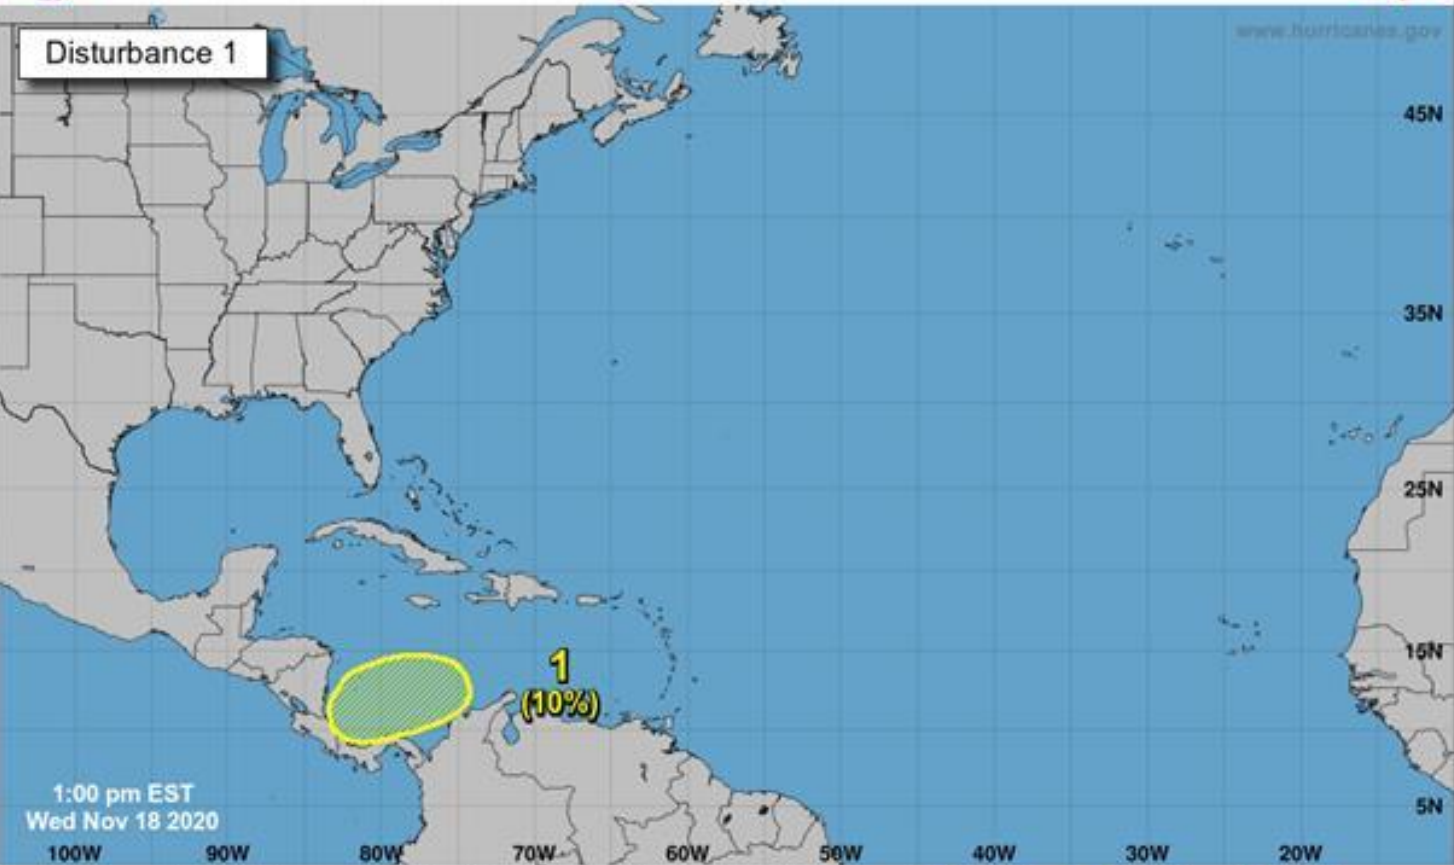 Disturbance 1
www.hurricanes.gov
45N
35N
25N
15N
1
(10%)
1:00 pm EST
Wed Nov 18 2020
5N
100W 90W 80W 70W 60W 50W 40W 30W 20W